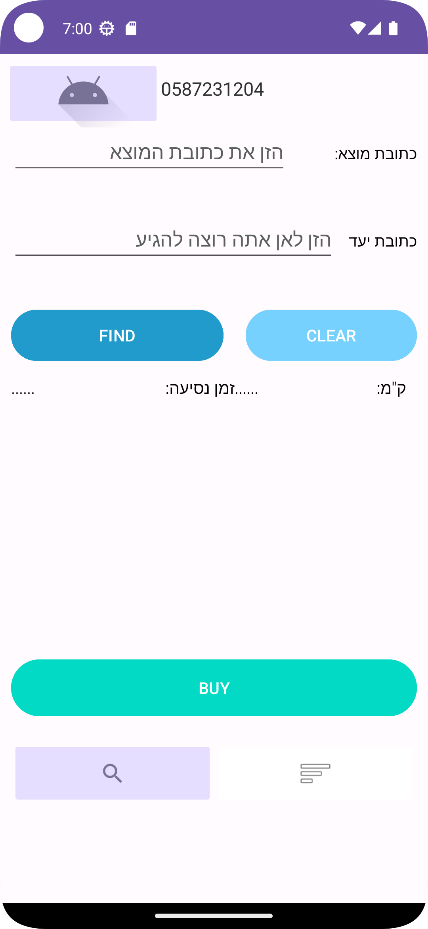 7:00
0587231204
כתובת מוצא: הזן את כתובת המוצא
כתובת יעד הזן לאן אתה רוצה להגיע
FIND CLEAR
ק"מ: ......זמן נסיעה: ......
BUY